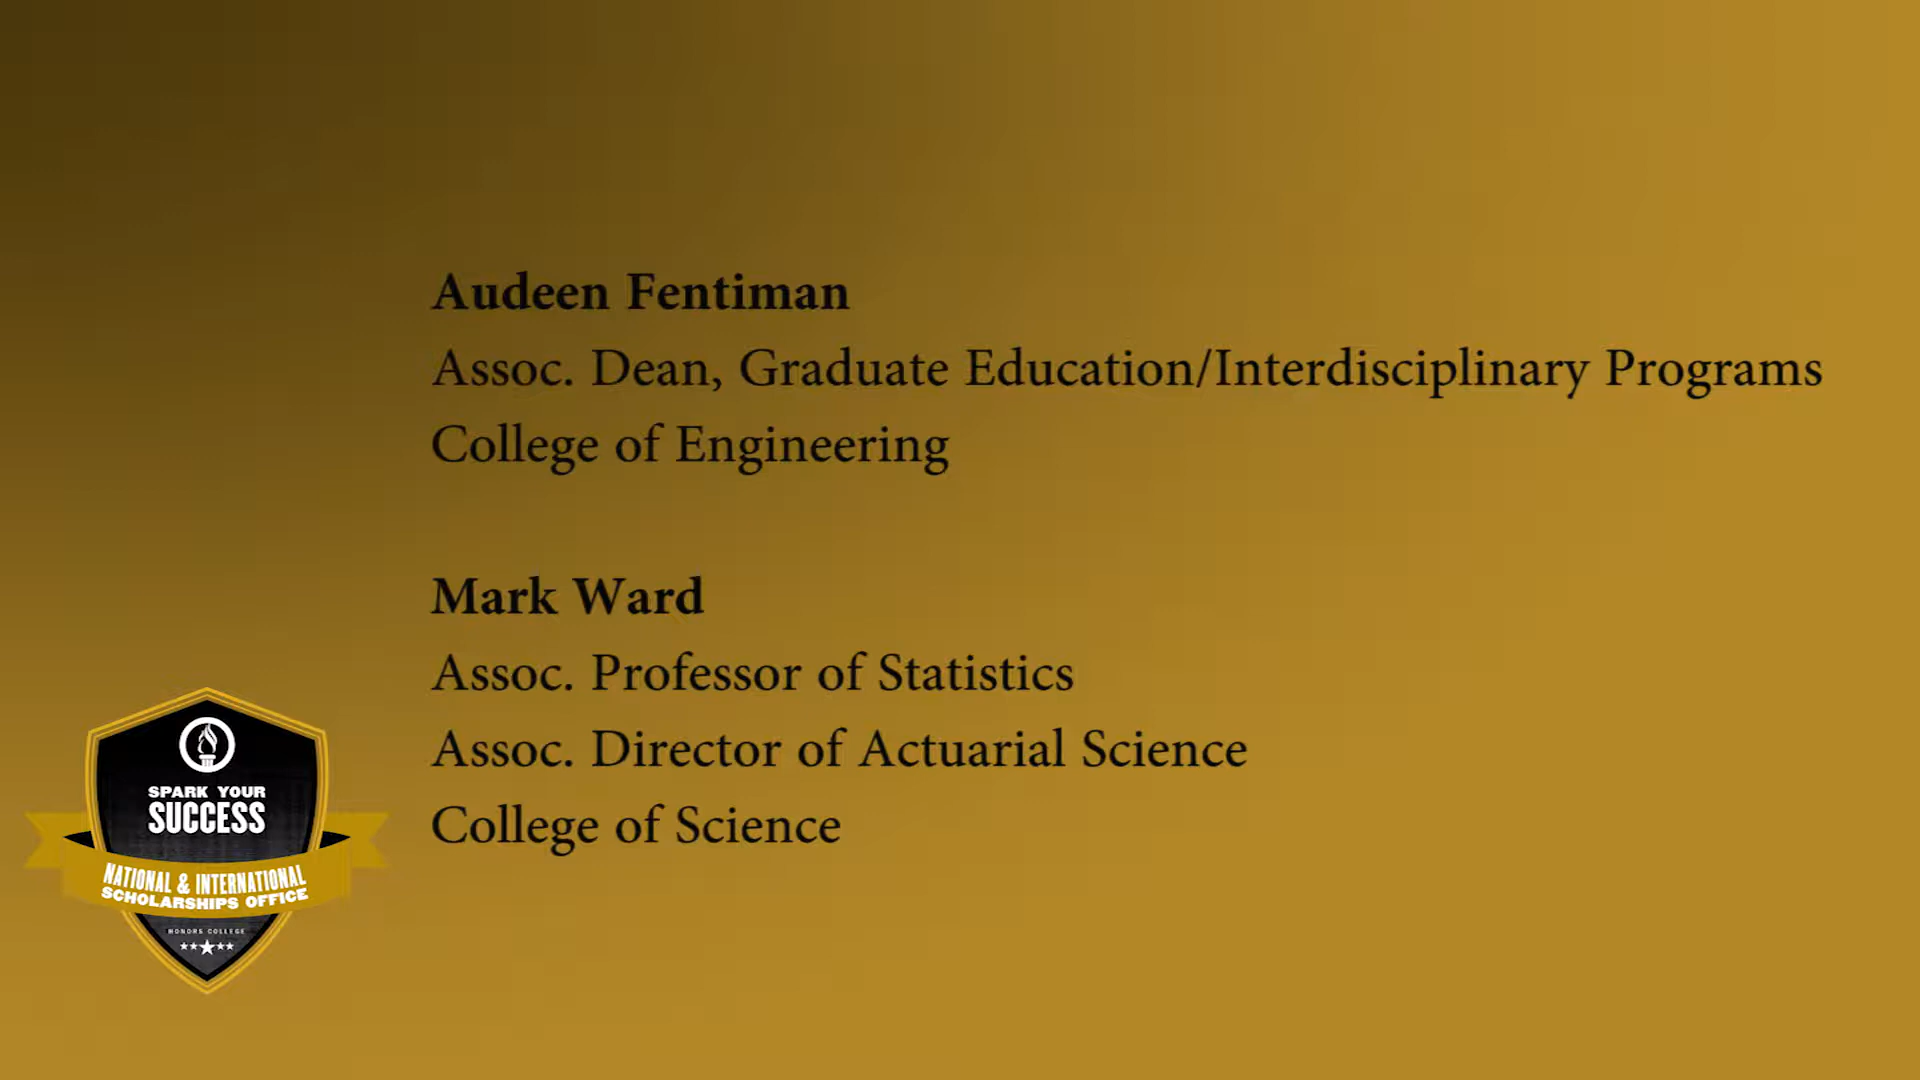 Audeen Fentiman
Assoc. Dean, Graduate Education/Interdisciplinary Programs
College of Engineering
Mark Ward
Assoc. Professor of Statistics
Assoc. Director of Actuarial Science
College of Science
SPARK YOUR
SUCCESS
NATIONAL & INTERNATIONAL
SCHOLARSHIPS OFFICE
HONORS COLLEGE